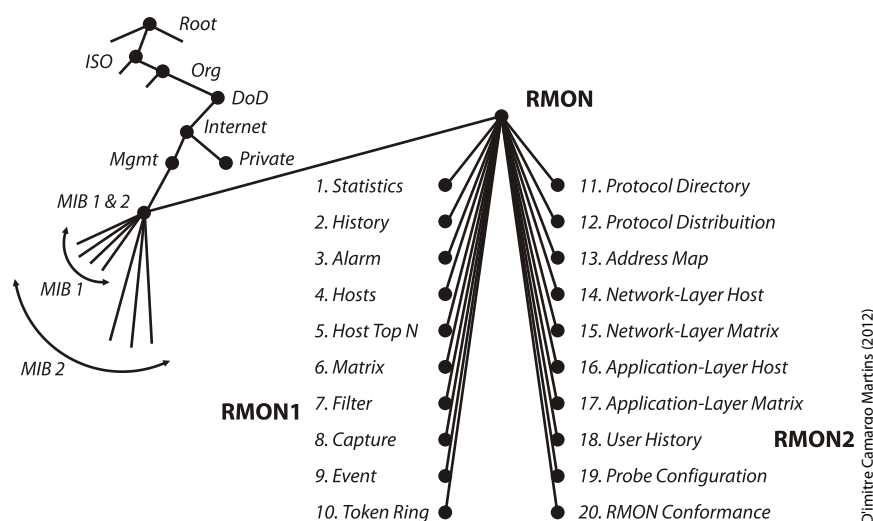 Root
ISO
Org
DoD
Internet
Mgmt
Private
MIB 1 & 2
MIB 1
MIB 2
RMON
1. Statistics
2. History
3. Alarm
4. Hosts
5. Host Top N
6. Matrix
7. Filter
8. Capture
9. Event
10. Token Ring
RMON1
11. Protocol Directory
12. Protocol Distribuition
13. Address Map
14. Network-Layer Host
15. Network-Layer Matrix
16. Application-Layer Host
17. Application-Layer Matrix
18. User History
19. Probe Configuration
20. RMON Conformance
RMON2
D'imitre Camargo Martins (2012)